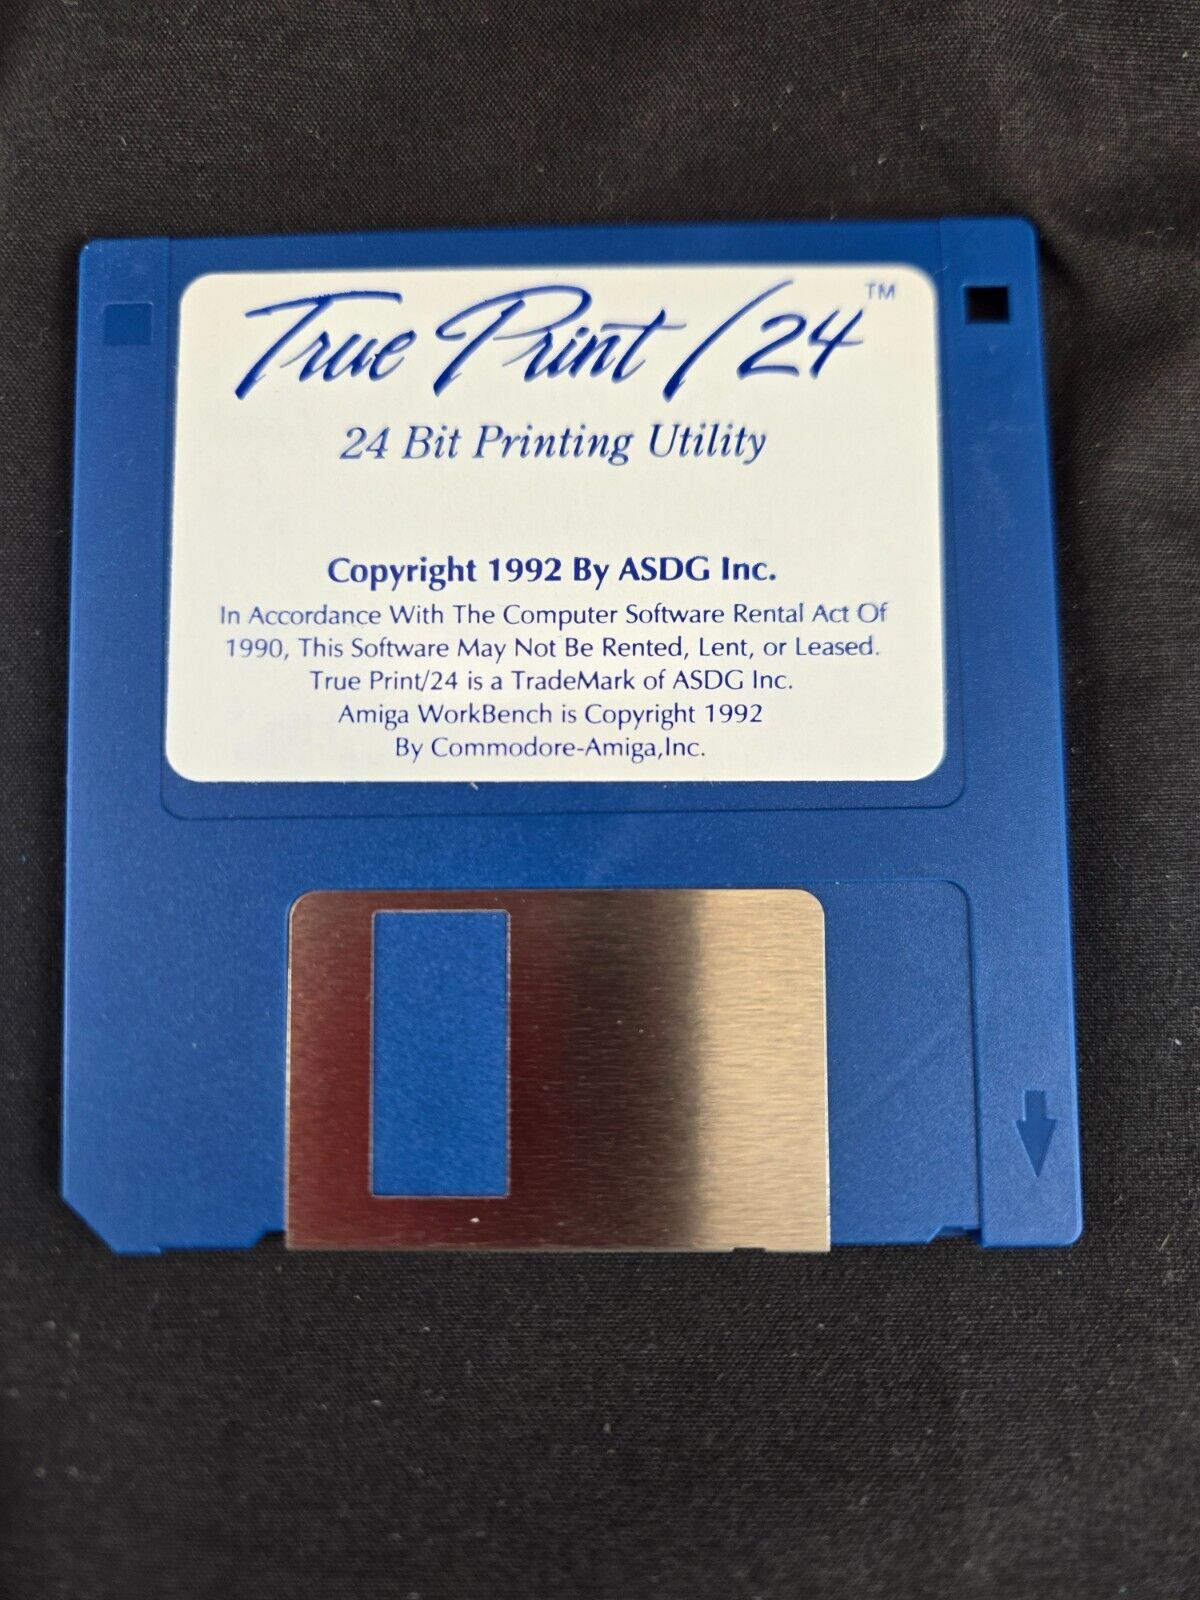 True Print /24 ™
24 Bit Printing Utility
Copyright 1992 By ASDG Inc.
In Accordance With The Computer Software Rental Act Of
1990, This Software May Not Be Rented, Lent, or Leased.
True Print/24 is a TradeMark of ASDG Inc.
Amiga WorkBench is Copyright 1992
By Commodore-Amiga,Inc.